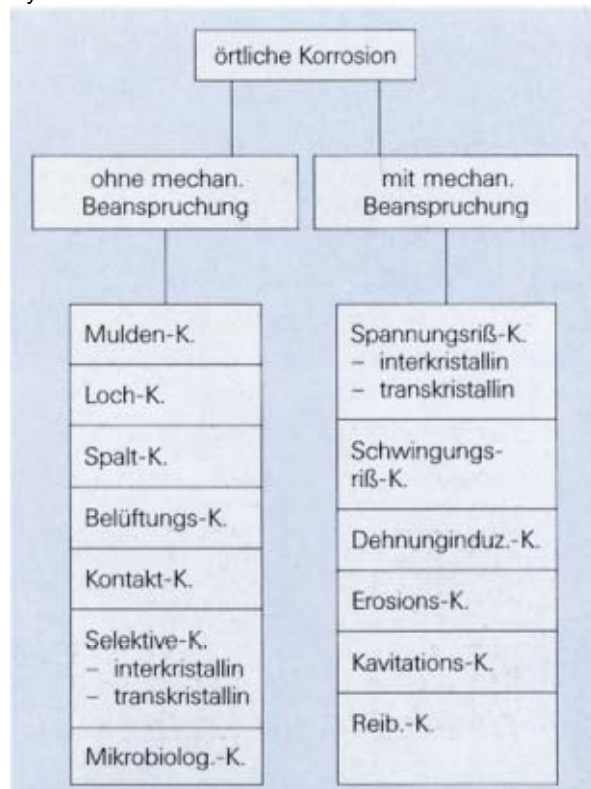 örtliche Korrosion
ohne mechan.
Beanspruchung
mit mechan.
Beanspruchung
Mulden-K.
Loch-K.
Spalt-K.
Belüftungs-K.
Kontakt-K.
Selektive-K.
– interkristallin
– transkristallin
Mikrobiolog.-K.
Spannungsriß-K.
– interkristallin
– transkristallin
Schwingungs-
riß-K.
Dehnunginduz.-K.
Erosions-K.
Kavitations-K.
Reib.-K.